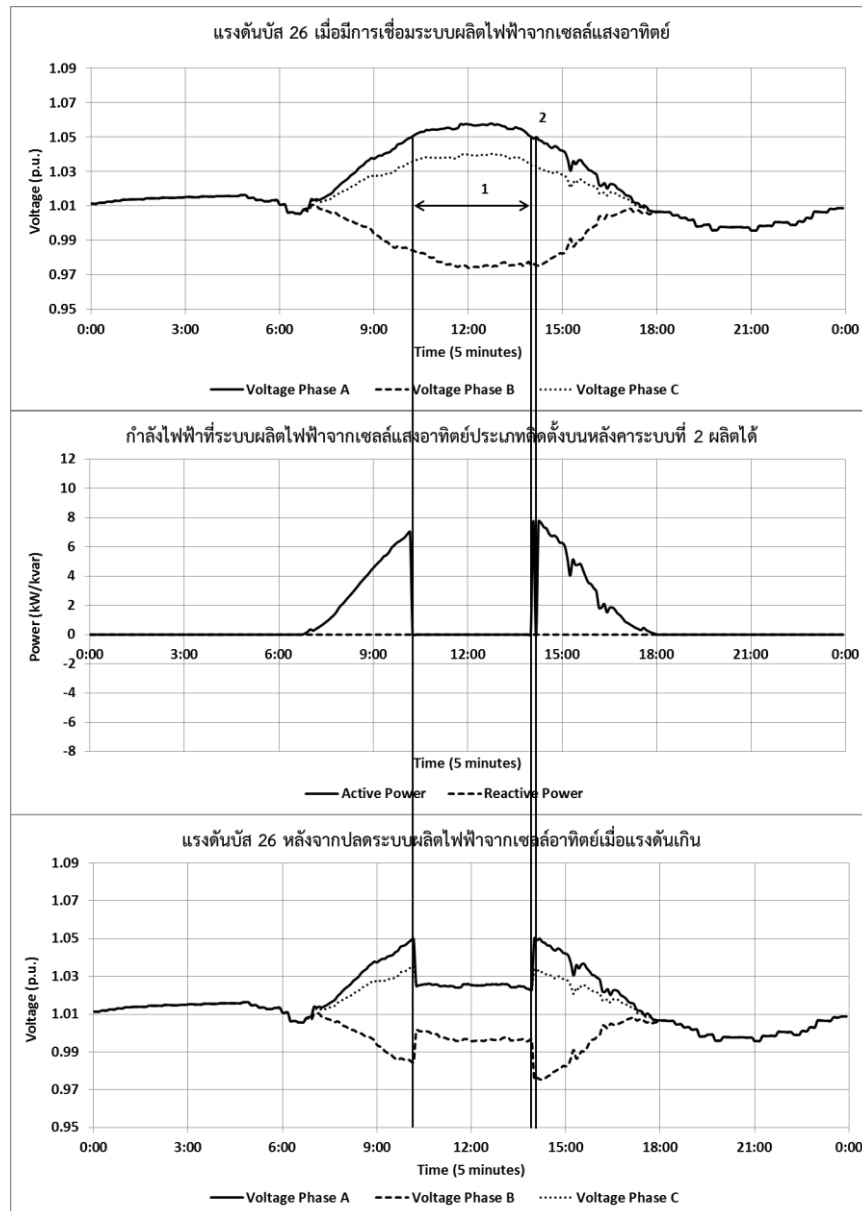 แรงดันบัส 26 เมื่อมีการเชื่อมระบบผลิตไฟฟ้าจากเซลล์แสงอาทิตย์
1.09
1.07
1.05
1.03
1.01
0.99
0.97
0.95
Voltage (p.u.)
2
1
0:00 3:00 6:00 9:00 12:00 15:00 18:00 21:00 0:00
Time (5 minutes)
Voltage Phase A Voltage Phase B Voltage Phase C
กำลังไฟฟ้าที่ระบบผลิตไฟฟ้าจากเซลล์แสงอาทิตย์ประเภทติดตั้งบนหลังคาระบบที่ 2 ผลิตได้
12
10
8
6
4
2
0
-2
-4
-6
-8
Power (kW/kvar)
0:00 3:00 6:00 9:00 12:00 15:00 18:00 21:00 0:00
Time (5 minutes)
Active Power Reactive Power
แรงดันบัส 26 หลังจากปลดระบบผลิตไฟฟ้าจากเซลล์อาทิตย์เมื่อแรงดันเกิน
1.09
1.07
1.05
1.03
1.01
0.99
0.97
0.95
Voltage (p.u.)
0:00 3:00 6:00 9:00 12:00 15:00 18:00 21:00 0:00
Time (5 minutes)
Voltage Phase A Voltage Phase B Voltage Phase C